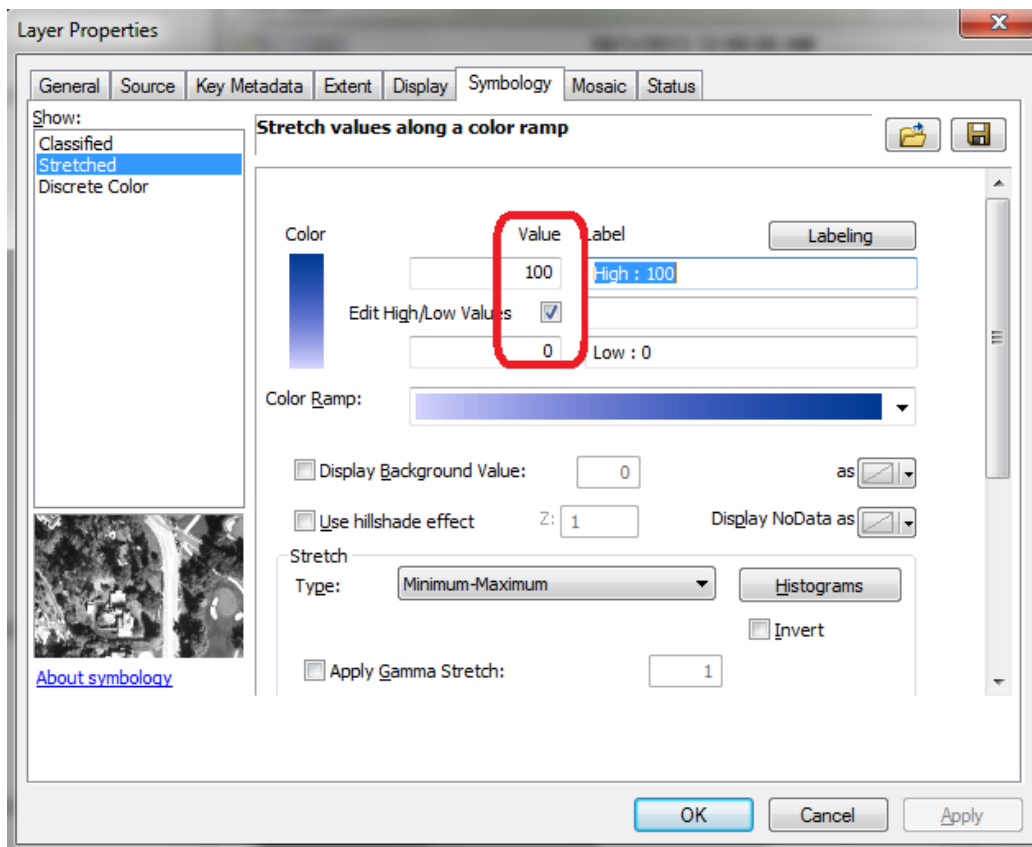 Layer Properties
General Source Key Metadata Extent Display Symbology Mosaic Status
Show:
Classified
Stretched
Discrete Color
About symbology
Stretch values along a color ramp
Color Value Label Labeling
100 High : 100
Edit High/Low Values
0 Low : 0
Color Ramp:
Display Background Value: 0 as
Use hillshade effect Z: 1 Display NoData as
Stretch
Type: Minimum-Maximum Histograms
Invert
Apply Gamma Stretch: 1
OK Cancel Apply